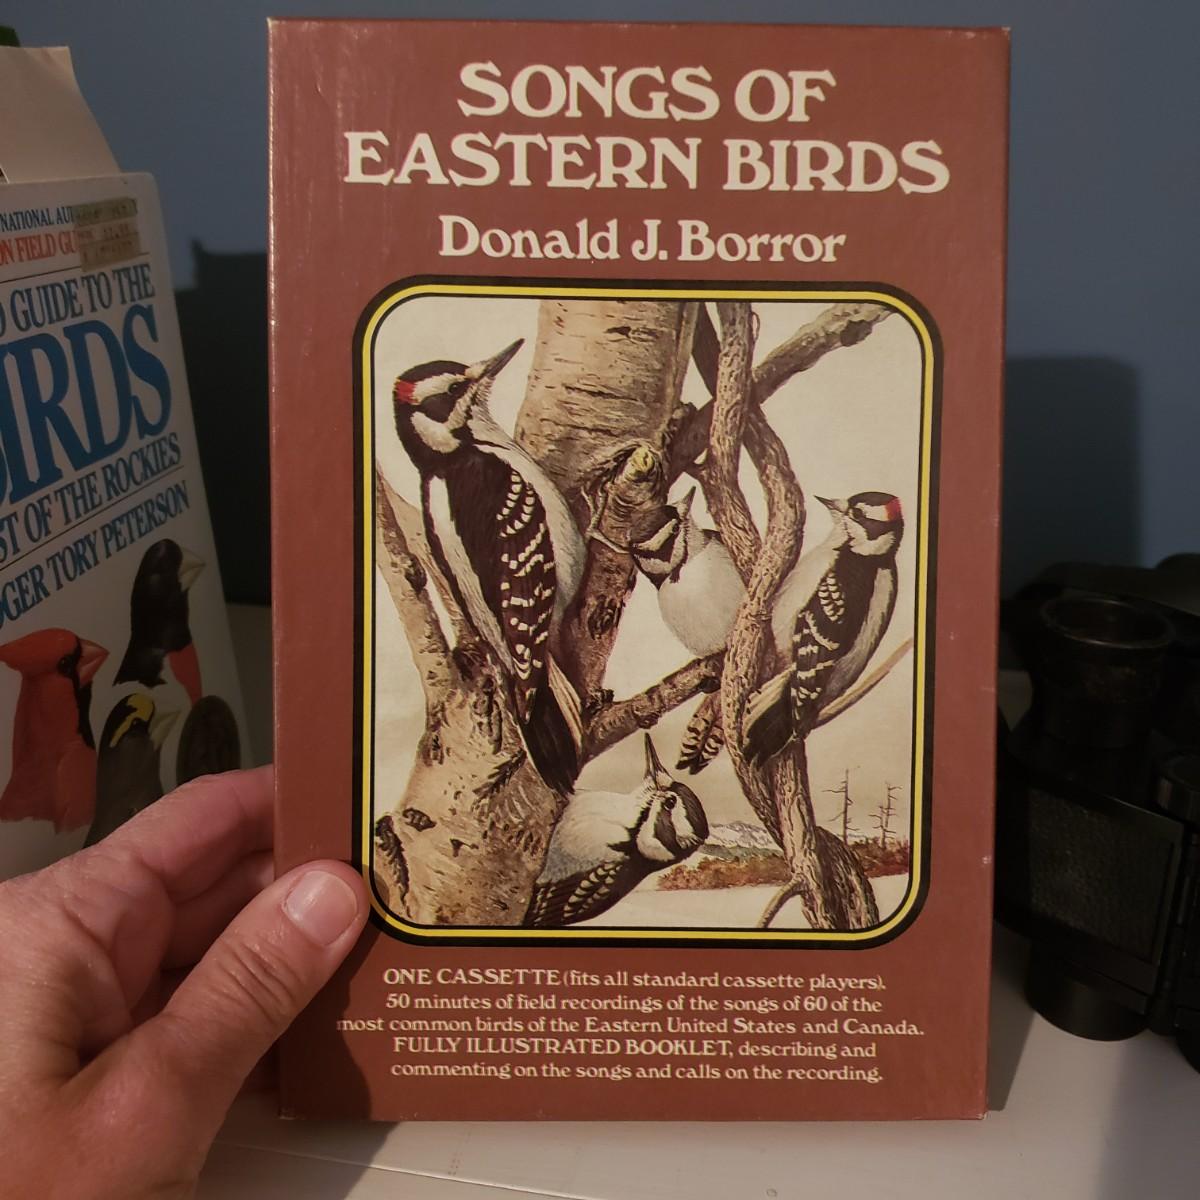 SONGS OF
EASTERN BIRDS
Donald J. Borror
ONE CASSETTE (fits all standard cassette players).
50 minutes of field recordings of the songs of 60 of the
most common birds of the Eastern United States and Canada.
FULLY ILLUSTRATED BOOKLET, describing and
commenting on the songs and calls on the recording.
NATIONAL
GUIDE TO THE
IRDS
ST OF THE ROCKIES
GER TORY PETERSON